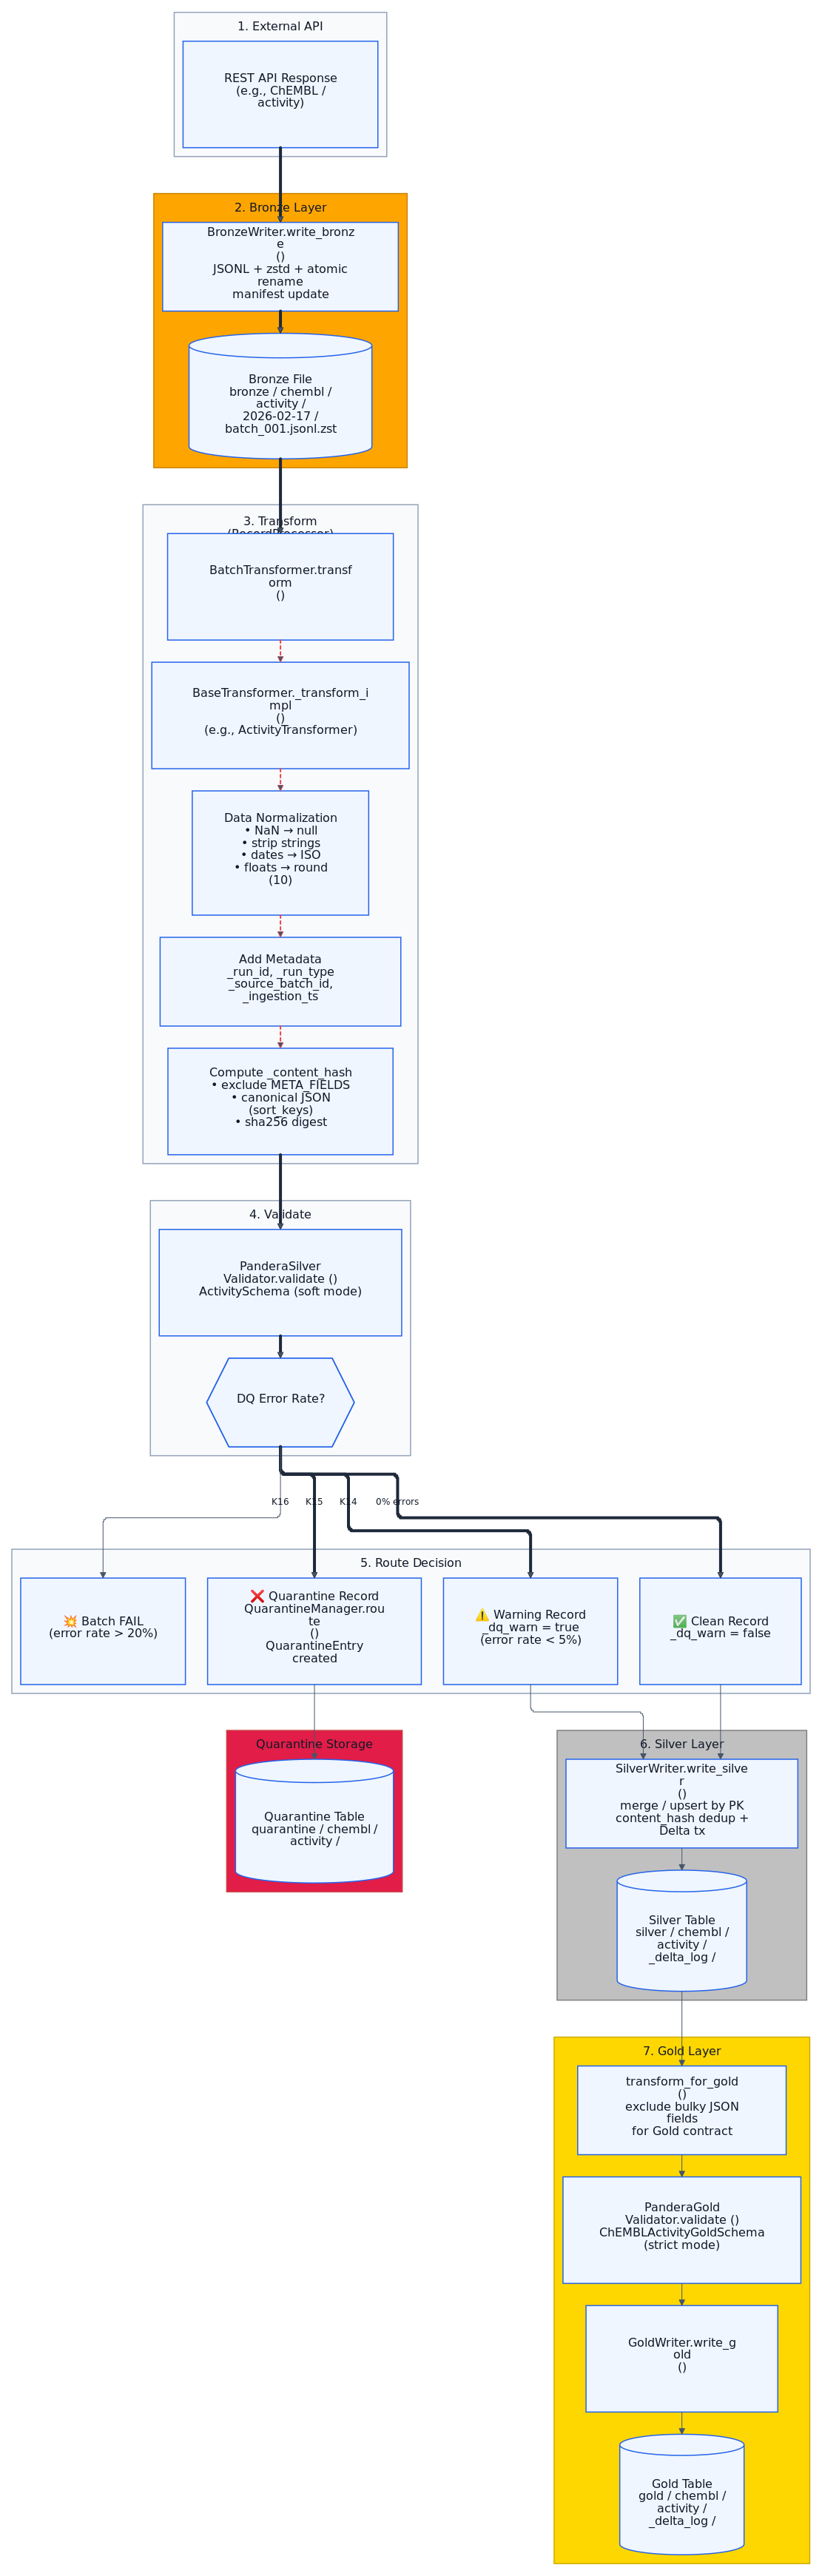 1. External API
REST API Response
(e.g., ChEMBL /
activity)
2. Bronze Layer
BronzeWriter.write_bronz
e
()
JSONL + zstd + atomic
rename
manifest update
Bronze File
bronze / chembl /
activity /
2026-02-17 /
batch_001.jsonl.zst
3. Transform
(RecordProcessor)
BatchTransformer.transf
orm
()
BaseTransformer._transform_i
mpl
()
(e.g., ActivityTransformer)
Data Normalization
• NaN → null
• strip strings
• dates → ISO
• floats → round
(10)
Add Metadata
_run_id, _run_type
_source_batch_id,
_ingestion_ts
Compute _content_hash
• exclude META_FIELDS
• canonical JSON
(sort_keys)
• sha256 digest
4. Validate
PanderaSilver
Validator.validate ()
ActivitySchema (soft mode)
DQ Error Rate?
K16 K15 K14 0% errors
5. Route Decision
💥 Batch FAIL
(error rate > 20%)
❌ Quarantine Record
QuarantineManager.rou
te
()
QuarantineEntry
created
⚠️ Warning Record
_dq_warn = true
(error rate < 5%)
✅ Clean Record
_dq_warn = false
Quarantine Storage
Quarantine Table
quarantine / chembl /
activity /
6. Silver Layer
SilverWriter.write_silve
r
()
merge / upsert by PK
content_hash dedup +
Delta tx
Silver Table
silver / chembl /
activity /
_delta_log /
7. Gold Layer
transform_for_gold
()
exclude bulky JSON
fields
for Gold contract
PanderaGold
Validator.validate ()
ChEMBLActivityGoldSchema
(strict mode)
GoldWriter.write_g
old
()
Gold Table
gold / chembl /
activity /
_delta_log /